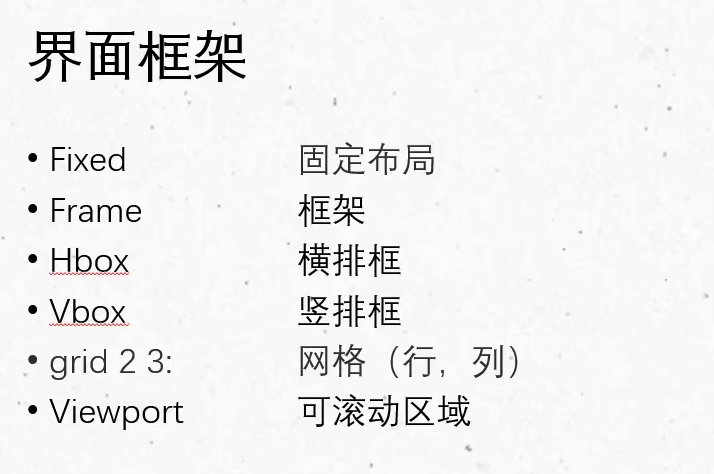 界面框架
• Fixed 固定布局
• Frame 框架
• Hbox 横排框
• Vbox 竖排框
• grid 2 3: 网格（行，列）
• Viewport 可滚动区域